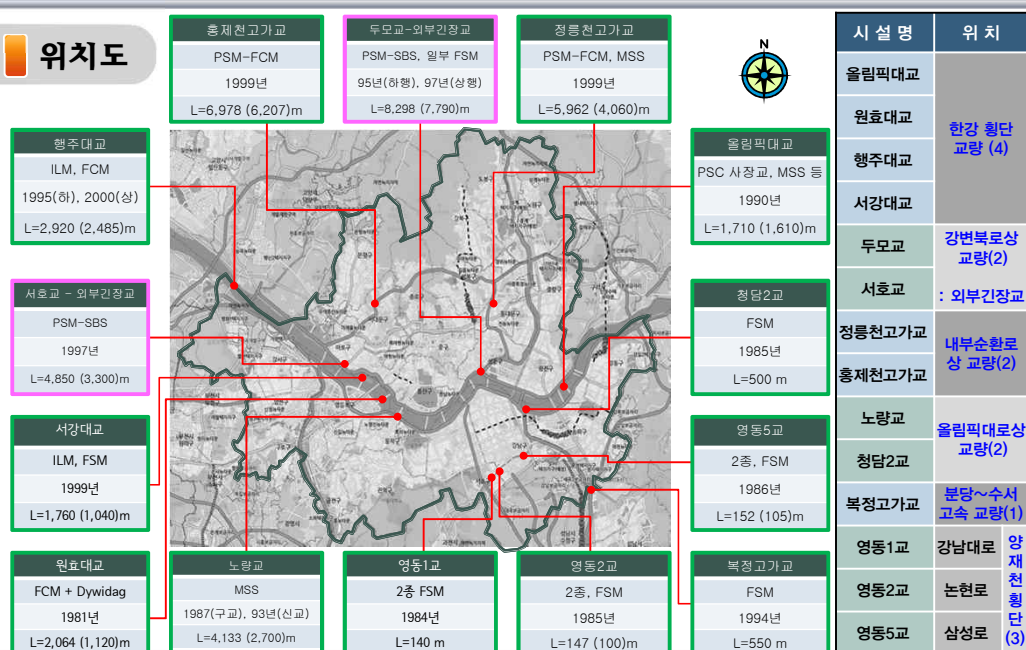 위치도
홍제천고가교
PSM-FCM
1999년
L=6,978 (6,207)m
두모교-외부긴장교
PSM-SBS, 일부 FSM
95년(하행), 97년(상행)
L=8,298 (7,790)m
정릉천고가교
PSM-FCM, MSS
1999년
L=5,962 (4,060)m
N
행주대교
ILM, FCM
1995(하), 2000(상)
L=2,920 (2,485)m
올림픽대교
PSC 사장교, MSS 등
1990년
L=1,710 (1,610)m
서호교 - 외부긴장교
PSM-SBS
1997년
L=4,850 (3,300)m
청담2교
FSM
1985년
L=500 m
서강대교
ILM, FSM
1999년
L=1,760 (1,040)m
영동5교
2종, FSM
1986년
L=152 (105)m
원효대교
FCM + Dywidag
1981년
L=2,064 (1,120)m
노량교
MSS
1987(구교), 93년(신교)
L=4,133 (2,700)m
영동1교
2종 FSM
1984년
L=140 m
영동2교
2종, FSM
1985년
L=147 (100)m
복정고가교
FSM
1994년
L=550 m
시 설 명 위 치
올림픽대교
원효대교
행주대교
서강대교
한강 횡단
교량 (4)
두모교
서호교
강변북로상
교량(2)
: 외부긴장교
정릉천고가교
홍제천고가교
내부순환로
상 교량(2)
노량교
청담2교
올림픽대로상
교량(2)
복정고가교
분당~수서
고속 교량(1)
영동1교 강남대로
영동2교 논현로
영동5교 삼성로
양
재
천
횡
단
(3)